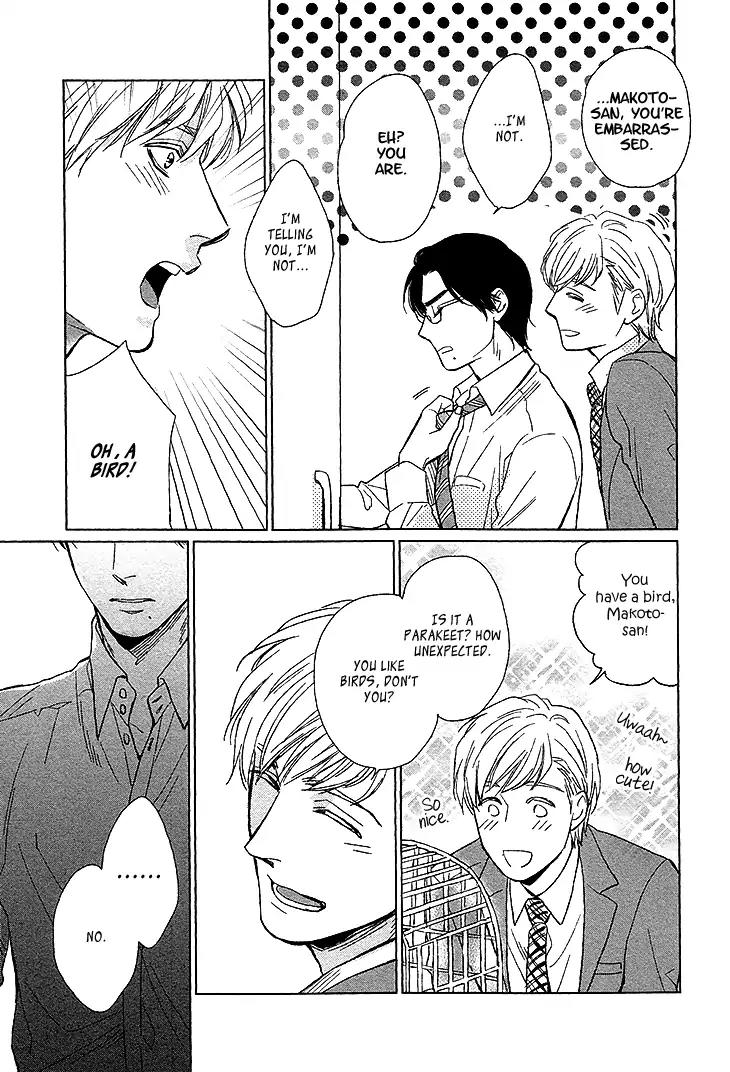 ...MAKOTO-
SAN, YOU'RE
EMBARRAS-
SED.
...I'M
NOT.
EH?
YOU
ARE.
I'M
TELLING
YOU, I'M
NOT...
OH, A
BIRD!
You
have a bird,
Makoto-
san!
Uwaah~
how
cute!
So
nice.
IS IT A
PARAKEET? HOW
UNEXPECTED.
YOU LIKE
BIRDS, DON'T
YOU?
......
NO.